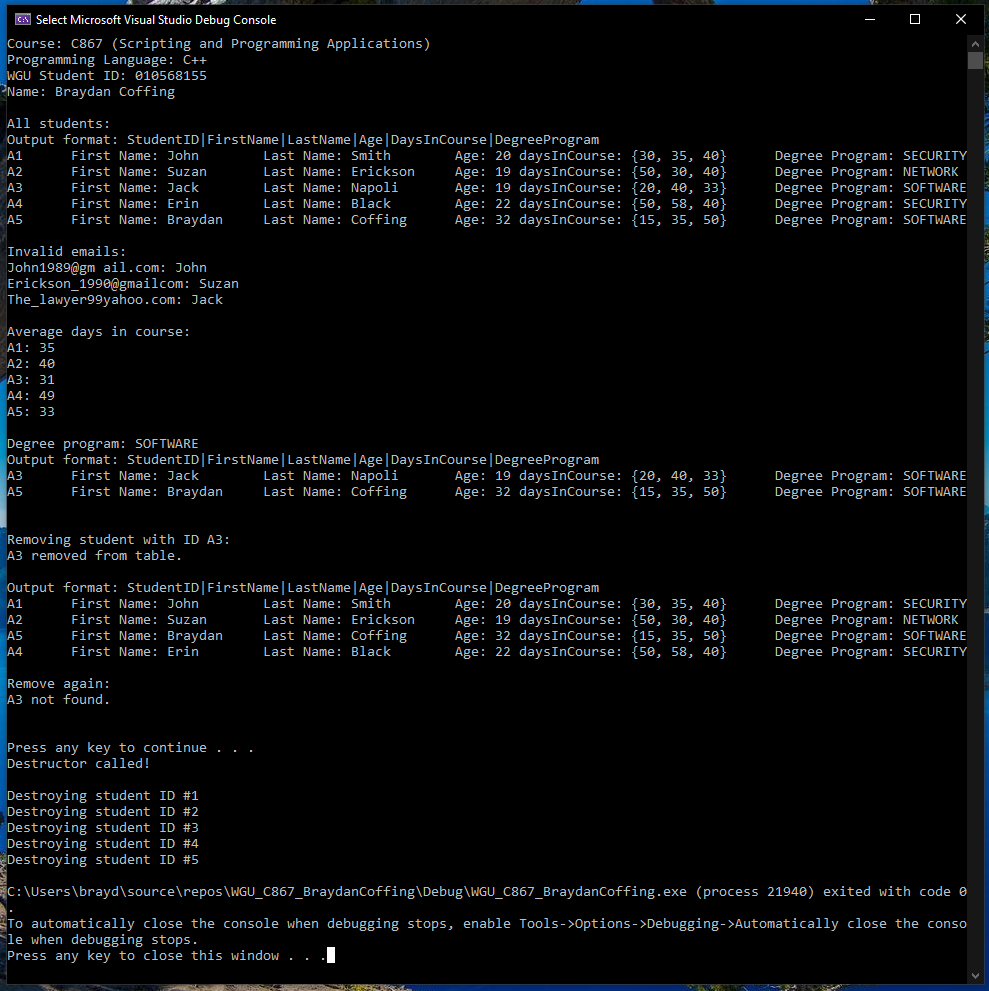 Select Microsoft Visual Studio Debug Console
Course: C867 (Scripting and Programming Applications)
Programming Language: C++
WGU Student ID: 010568155
Name: Braydan Coffing

All students:
Output format: StudentID|FirstName|LastName|Age|DaysInCourse|DegreeProgram
A1      First Name: John        Last Name: Smith        Age: 20 daysInCourse: {30, 35, 40}      Degree Program: SECURITY
A2      First Name: Suzan       Last Name: Erickson     Age: 19 daysInCourse: {50, 30, 40}      Degree Program: NETWORK
A3      First Name: Jack        Last Name: Napoli       Age: 19 daysInCourse: {20, 40, 33}      Degree Program: SOFTWARE
A4      First Name: Erin        Last Name: Black        Age: 22 daysInCourse: {50, 58, 40}      Degree Program: SECURITY
A5      First Name: Braydan     Last Name: Coffing      Age: 32 daysInCourse: {15, 35, 50}      Degree Program: SOFTWARE

Invalid emails:
John1989@gm ail.com: John
Erickson_1990@gmailcom: Suzan
The_lawyer99yahoo.com: Jack

Average days in course:
A1: 35
A2: 40
A3: 31
A4: 49
A5: 33

Degree program: SOFTWARE
Output format: StudentID|FirstName|LastName|Age|DaysInCourse|DegreeProgram
A3      First Name: Jack        Last Name: Napoli       Age: 19 daysInCourse: {20, 40, 33}      Degree Program: SOFTWARE
A5      First Name: Braydan     Last Name: Coffing      Age: 32 daysInCourse: {15, 35, 50}      Degree Program: SOFTWARE

Removing student with ID A3:
A3 removed from table.

Output format: StudentID|FirstName|LastName|Age|DaysInCourse|DegreeProgram
A1      First Name: John        Last Name: Smith        Age: 20 daysInCourse: {30, 35, 40}      Degree Program: SECURITY
A2      First Name: Suzan       Last Name: Erickson     Age: 19 daysInCourse: {50, 30, 40}      Degree Program: NETWORK
A5      First Name: Braydan     Last Name: Coffing      Age: 32 daysInCourse: {15, 35, 50}      Degree Program: SOFTWARE
A4      First Name: Erin        Last Name: Black        Age: 22 daysInCourse: {50, 58, 40}      Degree Program: SECURITY

Remove again:
A3 not found.

Press any key to continue . . .
Destructor called!

Destroying student ID #1
Destroying student ID #2
Destroying student ID #3
Destroying student ID #4
Destroying student ID #5

C:\Users\brayd\source\repos\WGU_C867_BraydanCoffing\Debug\WGU_C867_BraydanCoffing.exe (process 21940) exited with code 0
.
To automatically close the console when debugging stops, enable Tools->Options->Debugging->Automatically close the conso
le when debugging stops.
Press any key to close this window . . .